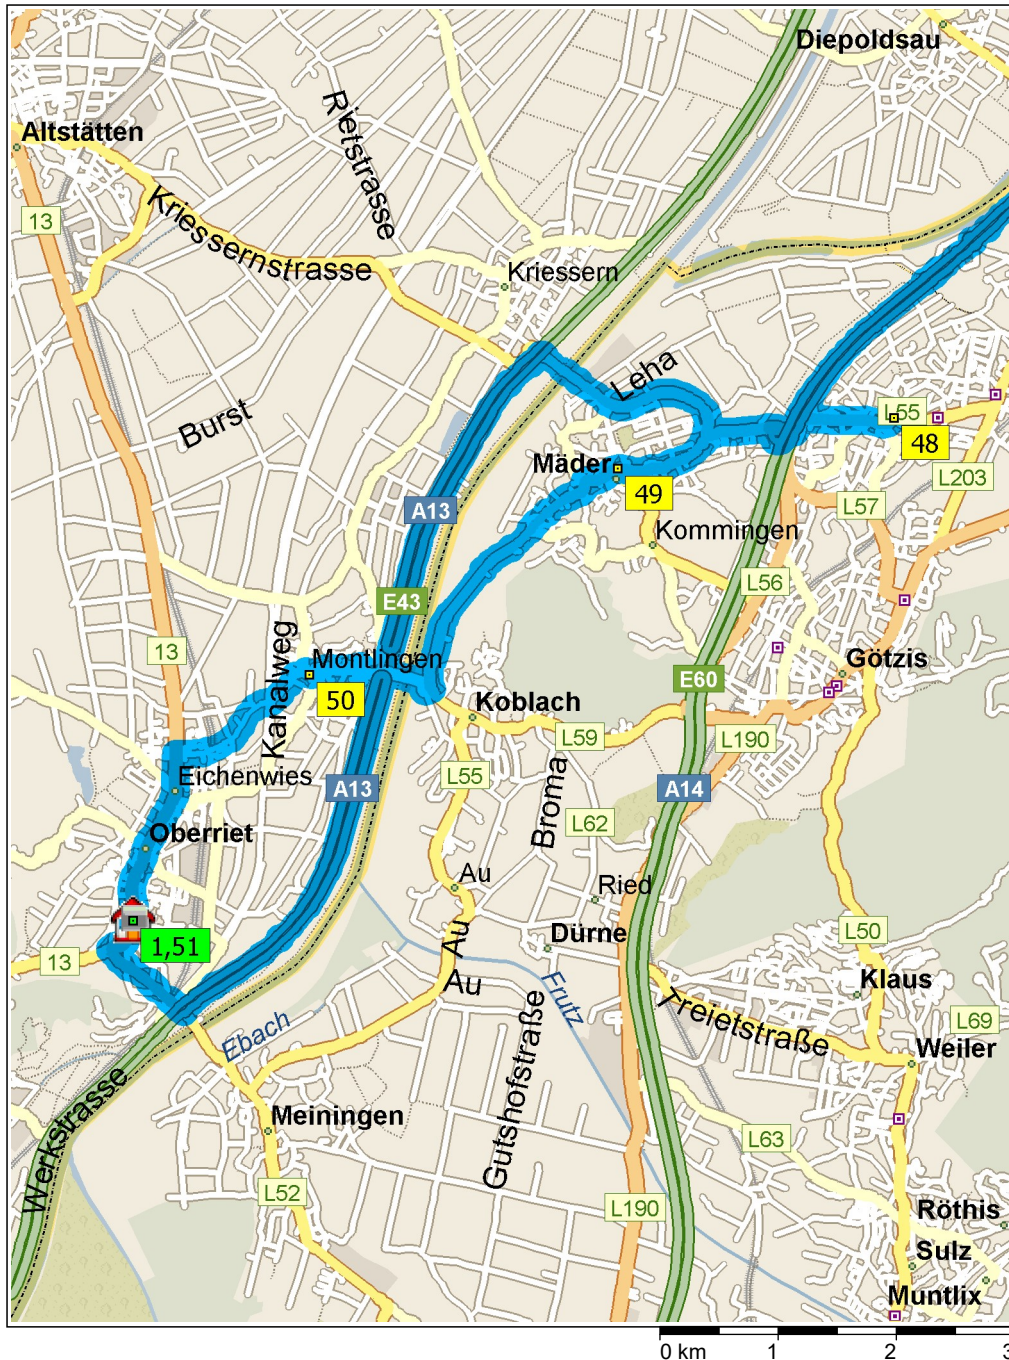 Diepoldsau
Altstätten
Rietstrasse
13
Kriessernstrasse
Kriessern
Leha
Burst
L55
48
Mäder
49
L203
A13
L57
Kommingen
L56
E43
Kanalweg
13
Montlingen
50
Götzis
E60
Koblach
L59
L190
Eichenwies
L55
A13
A14
Broma
L62
Oberriet
Au
Ried
1,51
Au
Dürne
L50
13
Au
Klaus
Frutz
Treietstraße
L69
Ebach
Gutshofstraße
Weiler
Werkstrasse
Meiningen
L63
L52
L190
Röthis
Sulz
Muntlix
0 km 1 2 3